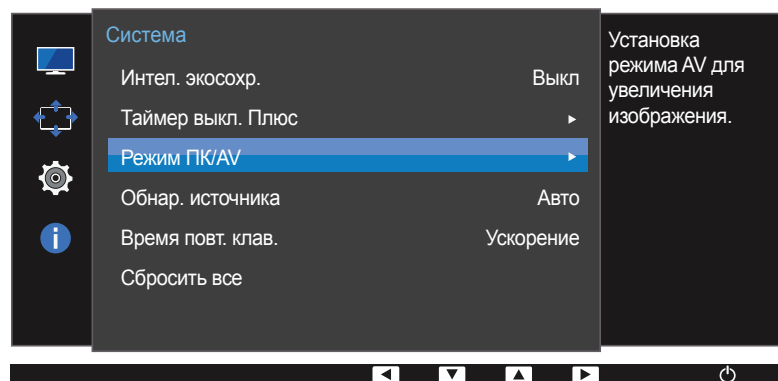 Система
Интел. экосохр. Выкл
Таймер выкл. Плюс
Режим ПК/AV
Обнар. источника Авто
Время повт. клав. Ускорение
Сбросить все
Установка
режима AV для
увеличения
изображения.